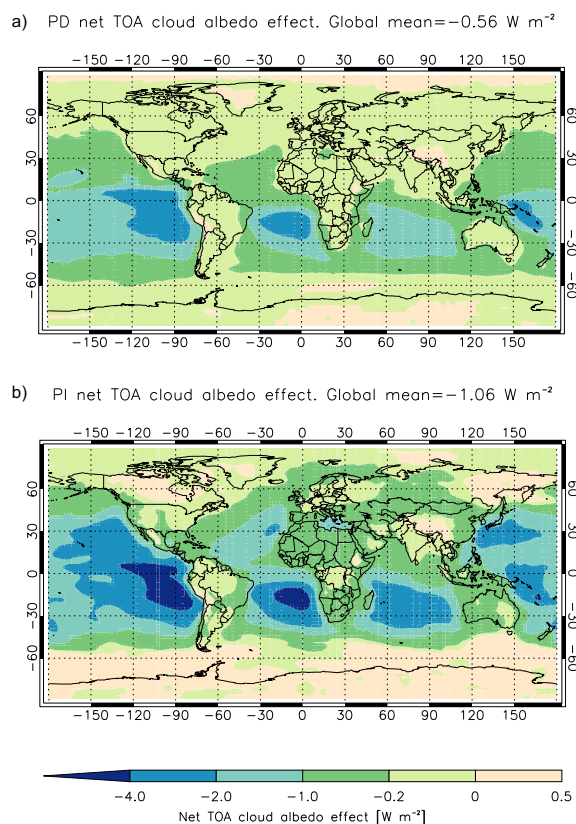 a) PD net TOA cloud albedo effect. Global mean=−0.56 W m⁻²
−150 −120 −90 −60 −30 0 30 60 90 120 150
60 60
30 30
0 0
−30 −30
−60 −60
−150 −120 −90 −60 −30 0 30 60 90 120 150
b) PI net TOA cloud albedo effect. Global mean=−1.06 W m⁻²
−150 −120 −90 −60 −30 0 30 60 90 120 150
60 60
30 30
0 0
−30 −30
−60 −60
−150 −120 −90 −60 −30 0 30 60 90 120 150
−4.0 −2.0 −1.0 −0.2 0 0.5
Net TOA cloud albedo effect [W m⁻²]